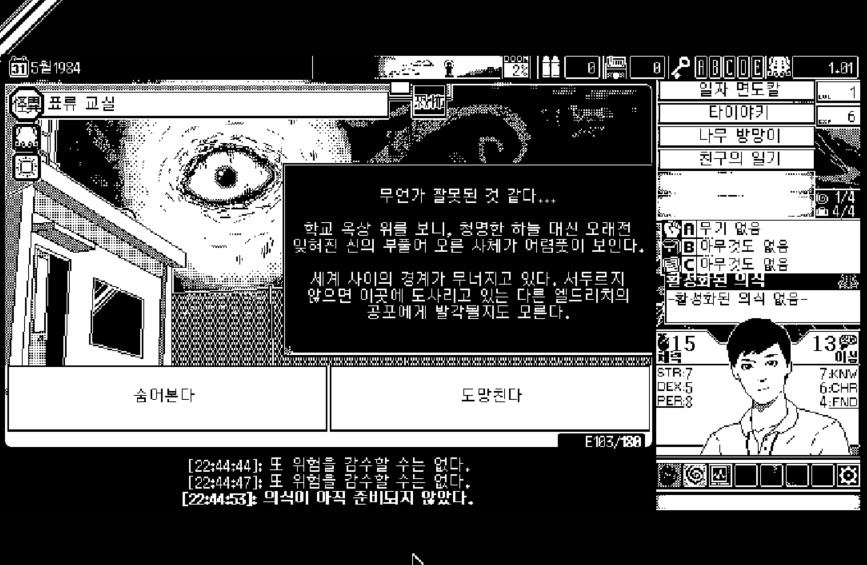 31 5월1984
DOOM
2%
0
0
A B C D E
1.01
怪異 표류 교실
恐怖
일자 면도칼
LVL 1
타이야키
EXP 6
나무 방망이
친구의 일기
1/4
4/4
무언가 잘못된 것 같다...
학교 옥상 위를 보니, 청명한 하늘 대신 오래전
잊혀진 신의 부풀어 오른 사체가 어렴풋이 보인다.
세계 사이의 경계가 무너지고 있다. 서두르지
않으면 이곳에 도사리고 있는 다른 엘드리치의
공포에게 발각될지도 모른다.
A 무기 없음
B 아무것도 없음
C 아무것도 없음
활성화된 의식
-활성화된 의식 없음-
15
체력
13
이성
STR:7
DEX:5
PER:8
7:KNW
6:CHR
4:FND
숨어본다
도망친다
E103/180
[22:44:44]: 또 위험을 감수할 수는 없다.
[22:44:47]: 또 위험을 감수할 수는 없다.
[22:44:53]: 의식이 아직 준비되지 않았다.